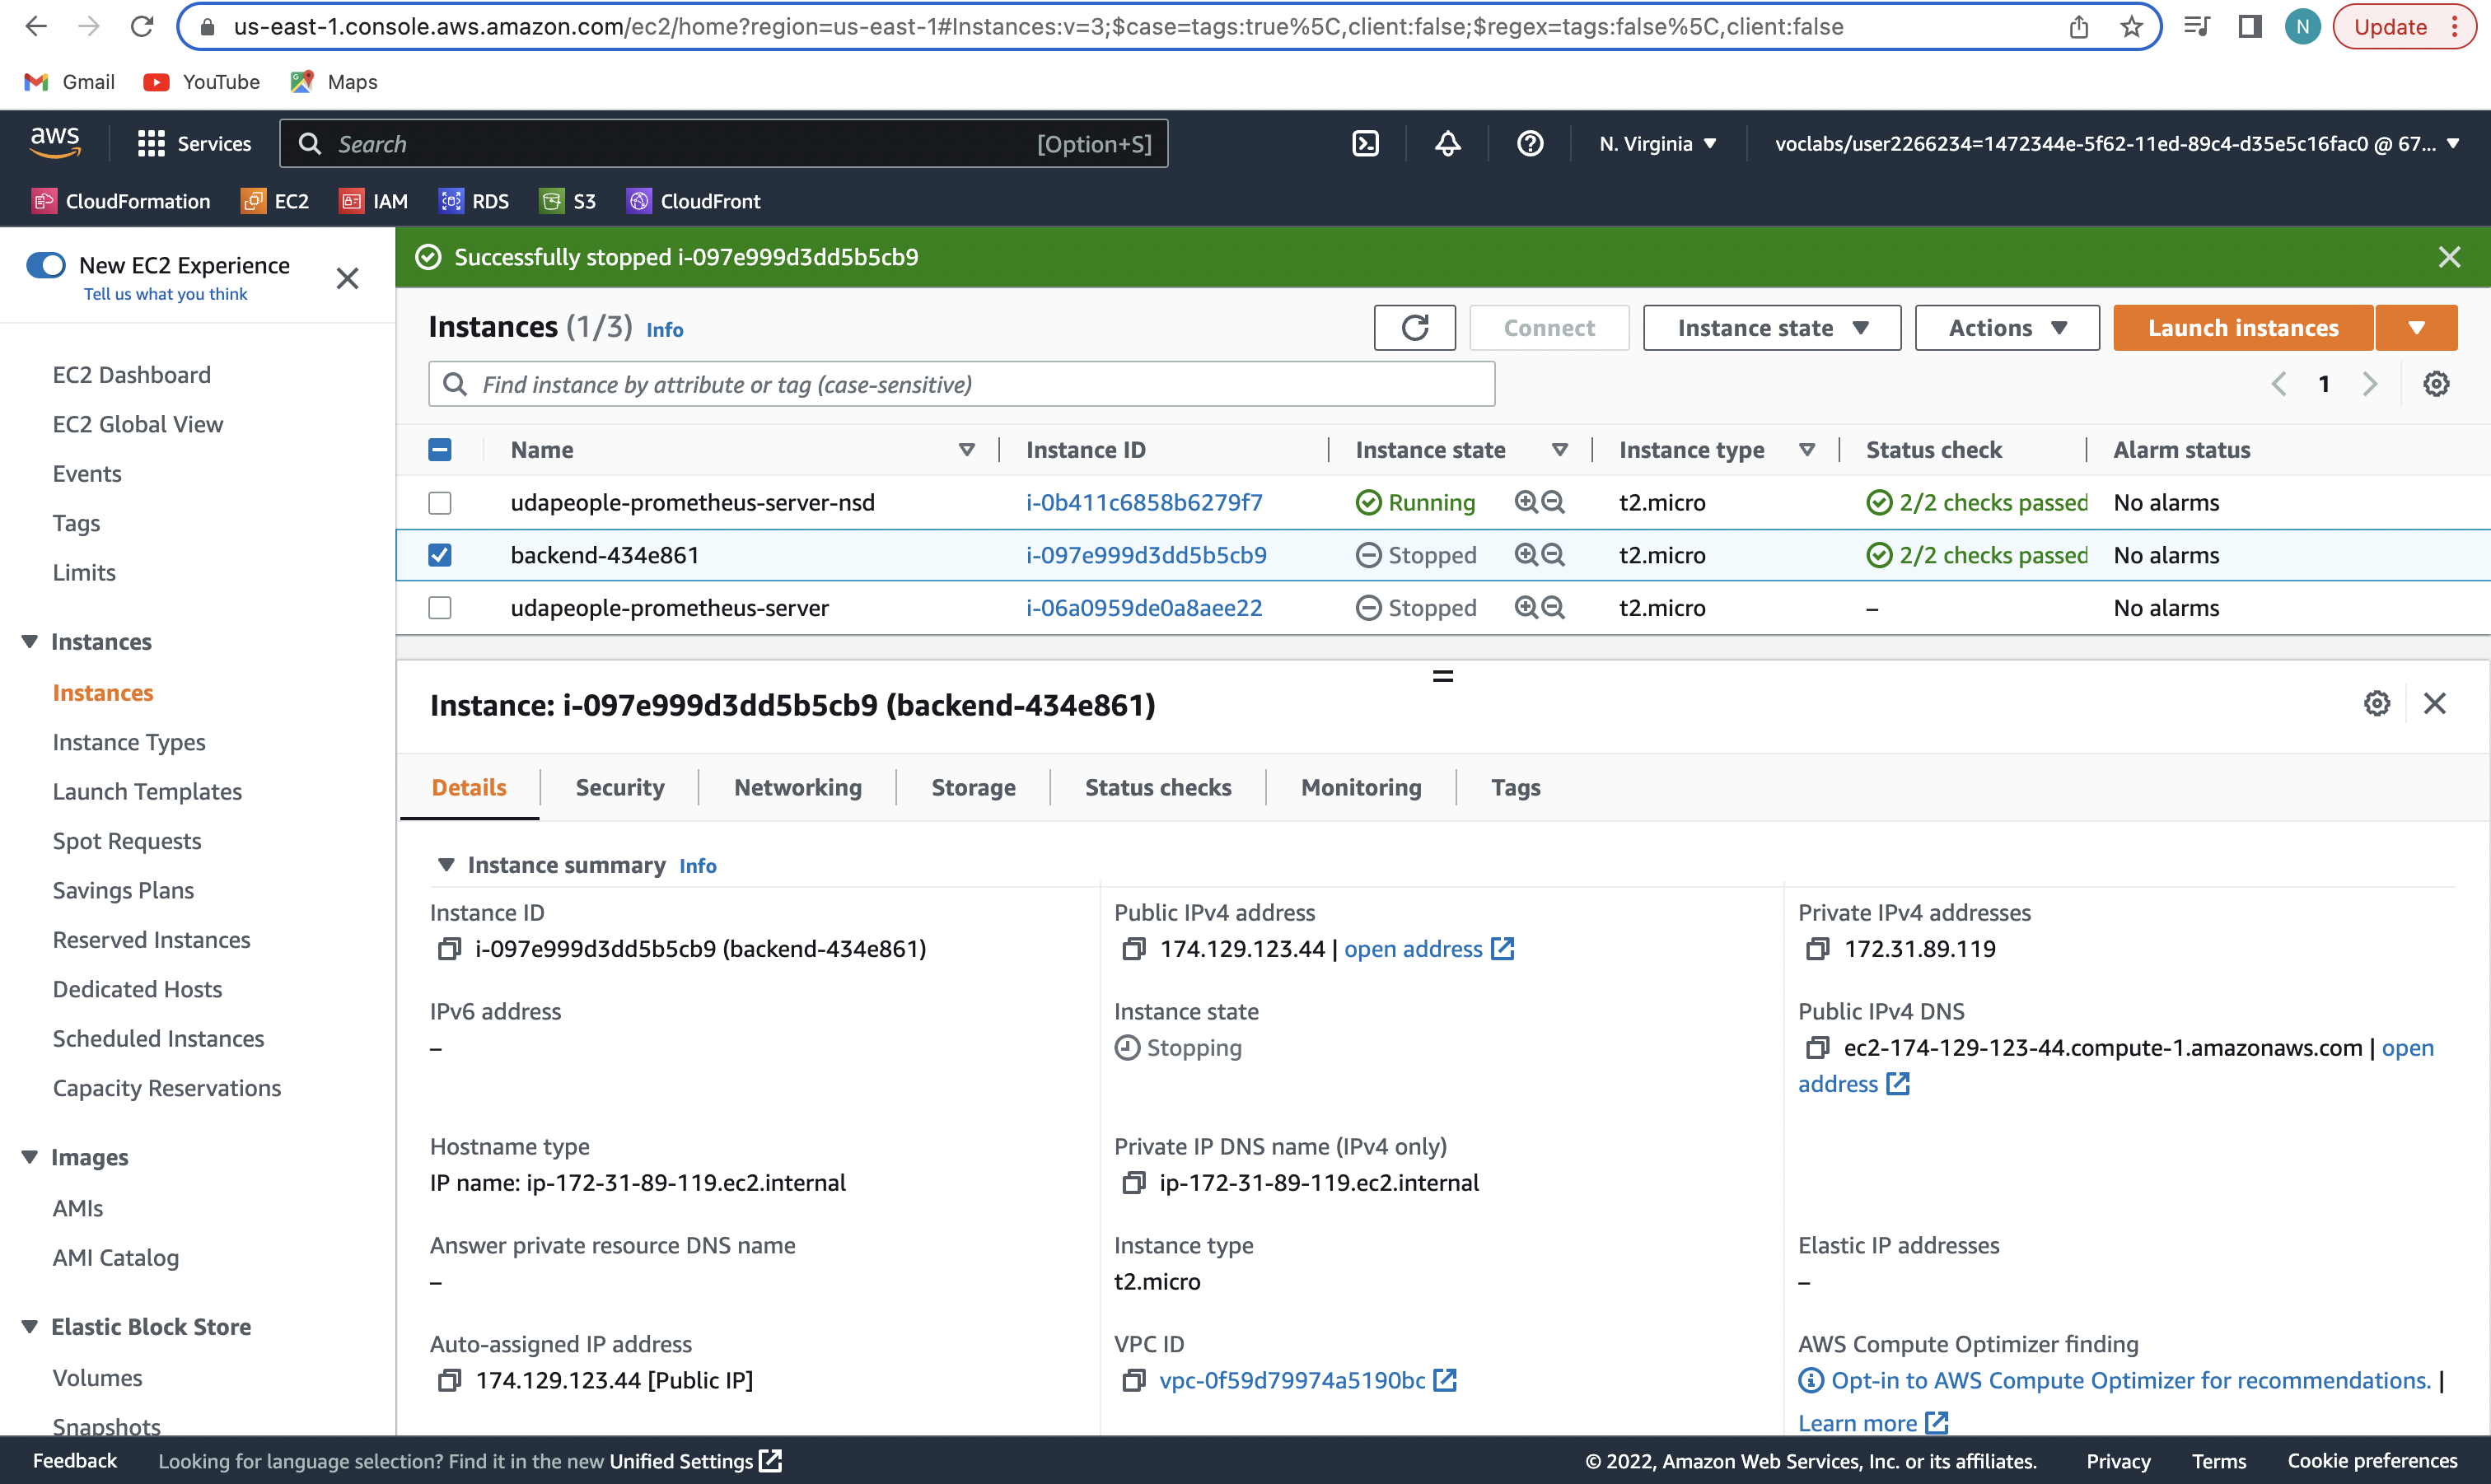 us-east-1.console.aws.amazon.com/ec2/home?region=us-east-1#Instances:v=3;$case=tags:true%5C,client:false;$regex=tags:false%5C,client:false
N
Update
Gmail YouTube Maps
aws Services Search [Option+S] N. Virginia voclabs/user2266234=1472344e-5f62-11ed-89c4-d35e5c16fac0 @ 67...
CloudFormation EC2 IAM RDS S3 CloudFront
New EC2 Experience
Tell us what you think
EC2 Dashboard
EC2 Global View
Events
Tags
Limits
Instances
Instances
Instance Types
Launch Templates
Spot Requests
Savings Plans
Reserved Instances
Dedicated Hosts
Scheduled Instances
Capacity Reservations
Images
AMIs
AMI Catalog
Elastic Block Store
Volumes
Snapshots
Successfully stopped i-097e999d3dd5b5cb9
Instances (1/3) Info Connect Instance state Actions Launch instances
Find instance by attribute or tag (case-sensitive) 1
Name Instance ID Instance state Instance type Status check Alarm status
udapeople-prometheus-server-nsd i-0b411c6858b6279f7 Running t2.micro 2/2 checks passed No alarms
backend-434e861 i-097e999d3dd5b5cb9 Stopped t2.micro 2/2 checks passed No alarms
udapeople-prometheus-server i-06a0959de0a8aee22 Stopped t2.micro – No alarms
Instance: i-097e999d3dd5b5cb9 (backend-434e861)
Details Security Networking Storage Status checks Monitoring Tags
Instance summary Info
Instance ID
i-097e999d3dd5b5cb9 (backend-434e861)
Public IPv4 address
174.129.123.44 | open address
Private IPv4 addresses
172.31.89.119
IPv6 address
–
Instance state
Stopping
Public IPv4 DNS
ec2-174-129-123-44.compute-1.amazonaws.com | open
address
Hostname type
IP name: ip-172-31-89-119.ec2.internal
Private IP DNS name (IPv4 only)
ip-172-31-89-119.ec2.internal
Answer private resource DNS name
–
Instance type
t2.micro
Elastic IP addresses
–
Auto-assigned IP address
174.129.123.44 [Public IP]
VPC ID
vpc-0f59d79974a5190bc
AWS Compute Optimizer finding
Opt-in to AWS Compute Optimizer for recommendations. |
Learn more
Feedback Looking for language selection? Find it in the new Unified Settings © 2022, Amazon Web Services, Inc. or its affiliates. Privacy Terms Cookie preferences